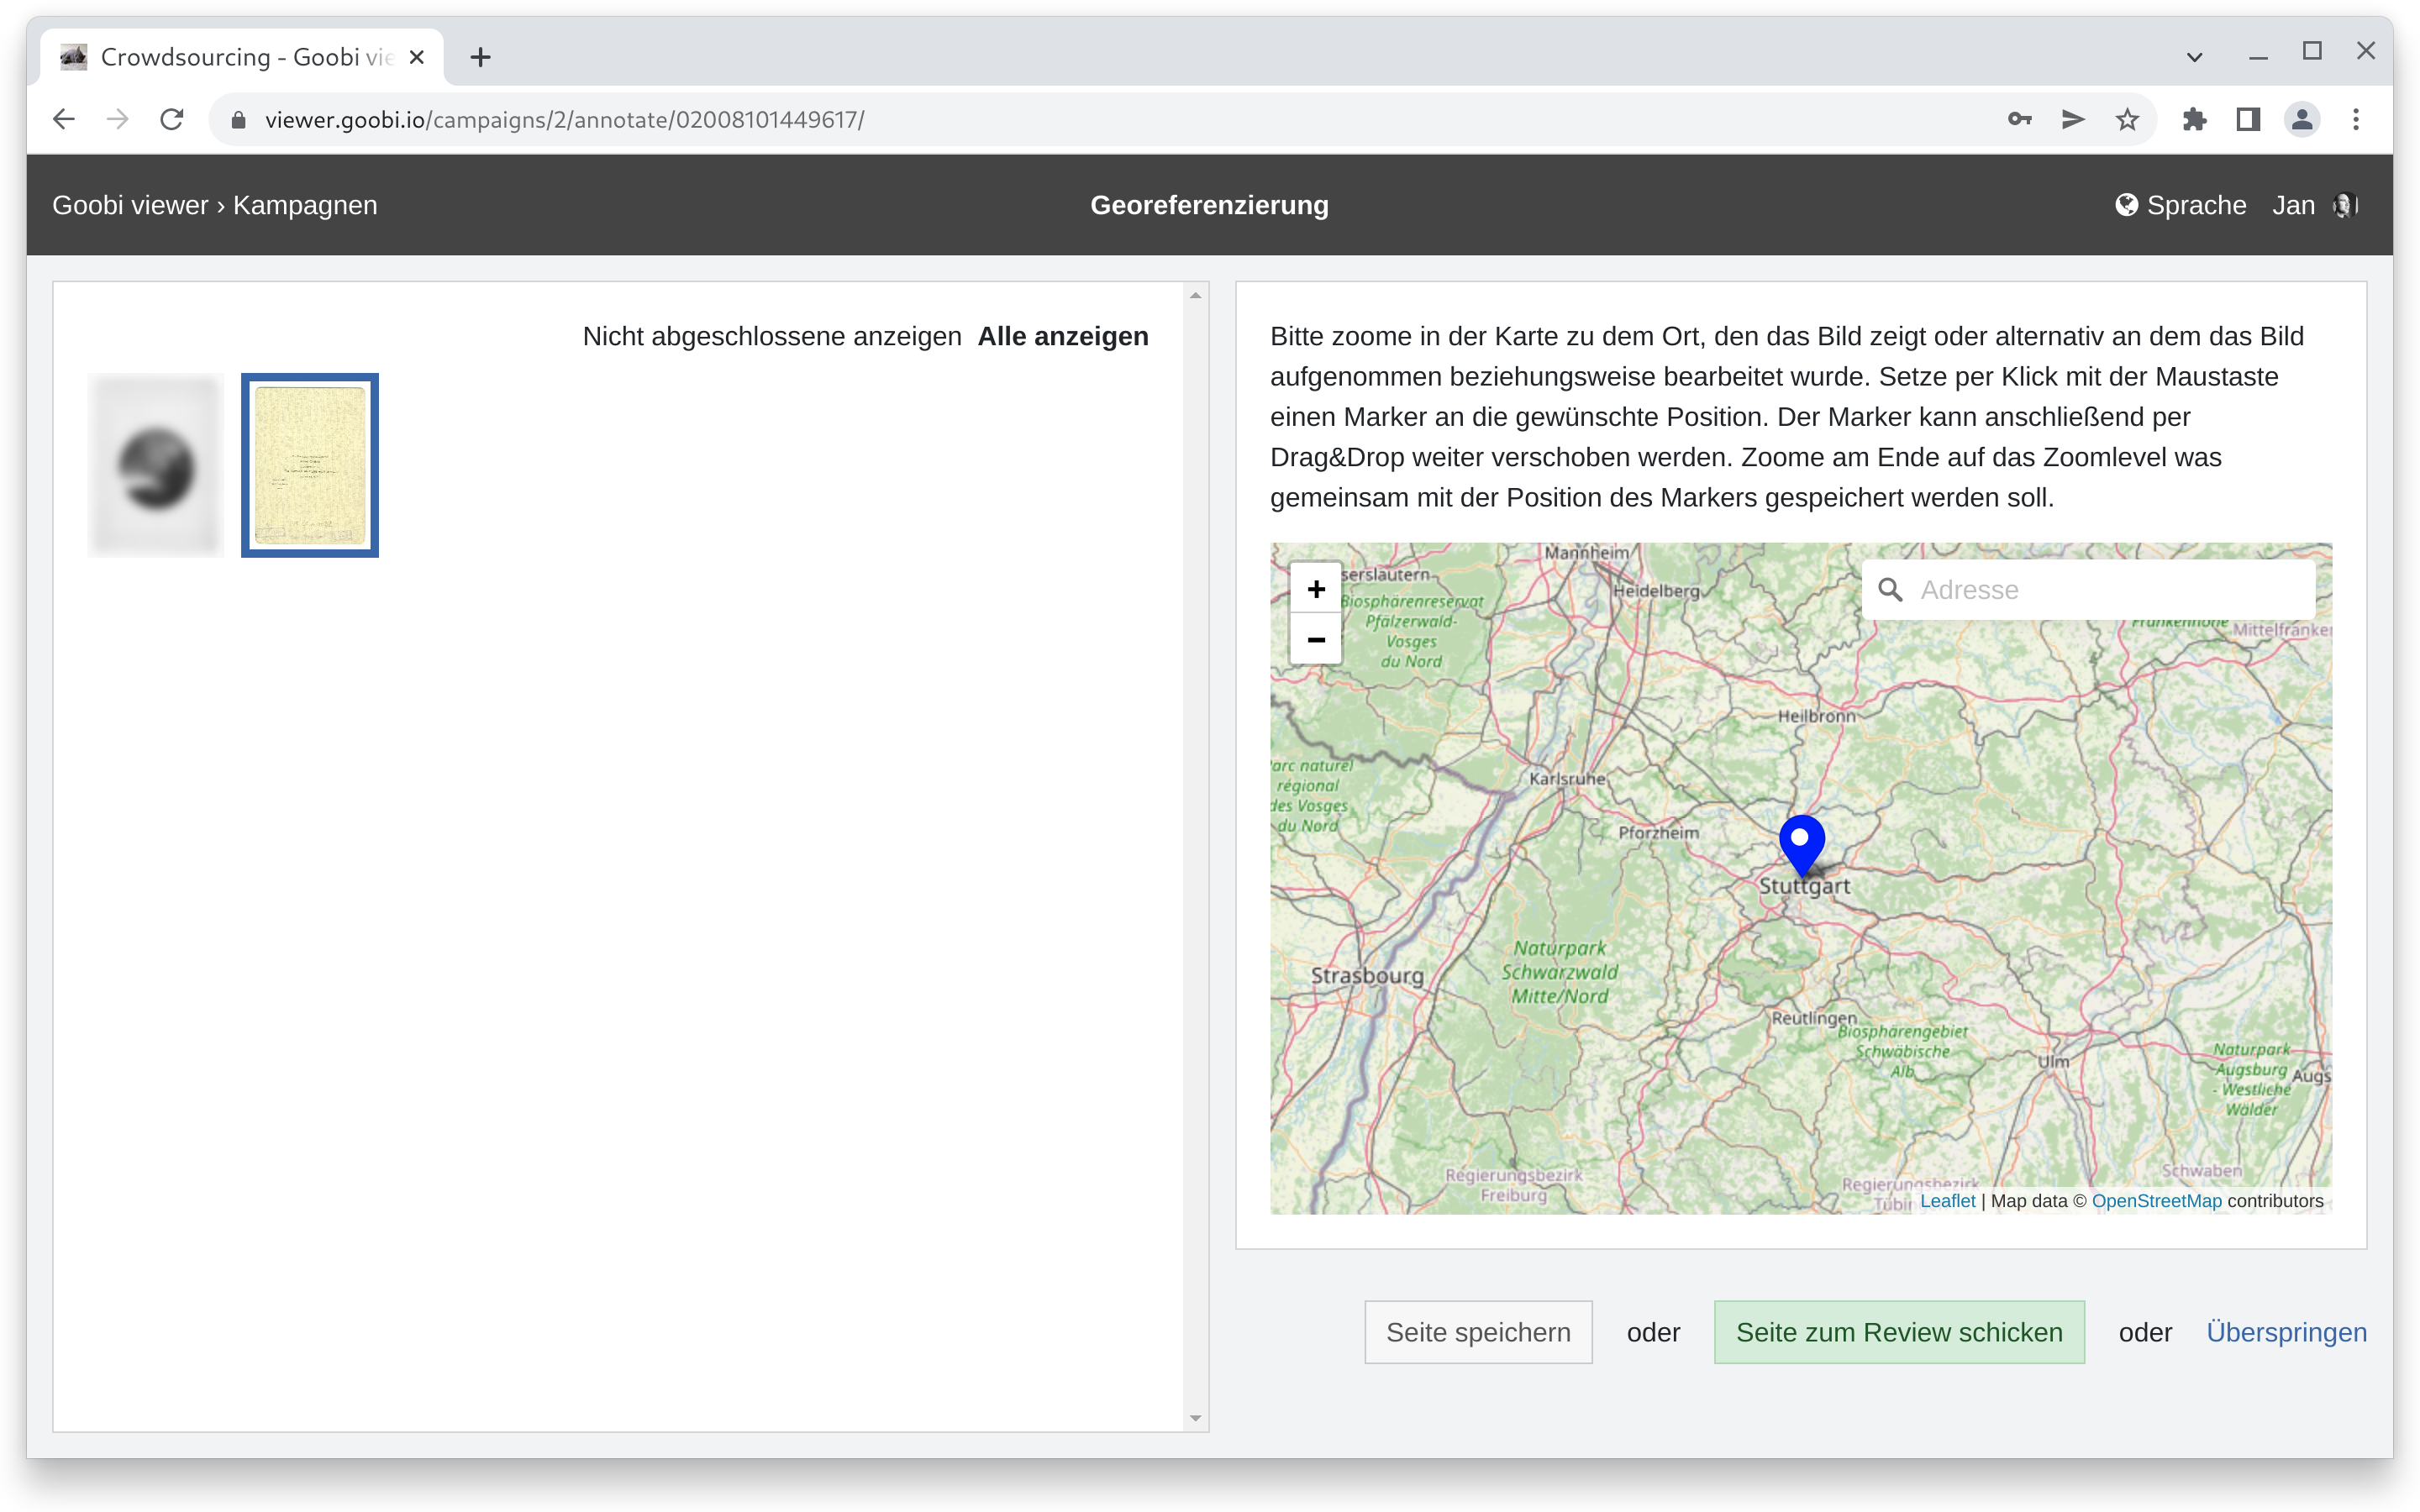 Crowdsourcing - Goobi vie
viewer.goobi.io/campaigns/2/annotate/02008101449617/
Goobi viewer › Kampagnen
Georeferenzierung
Sprache
Jan
Nicht abgeschlossene anzeigen Alle anzeigen
Bitte zoome in der Karte zu dem Ort, den das Bild zeigt oder alternativ an dem das Bild
aufgenommen beziehungsweise bearbeitet wurde. Setze per Klick mit der Maustaste
einen Marker an die gewünschte Position. Der Marker kann anschließend per
Drag&Drop weiter verschoben werden. Zoome am Ende auf das Zoomlevel was
gemeinsam mit der Position des Markers gespeichert werden soll.
+
−
Adresse
Mannheim
serslautern
Heidelberg
Biosphärenreservat
Pfälzerwald-
Vosges
du Nord
Frankenhöhe
Mittelfranken
Heilbronn
arc naturel
régional
des Vosges
du Nord
Karlsruhe
Pforzheim
Stuttgart
Naturpark
Schwarzwald
Mitte/Nord
Strasbourg
Reutlingen
Biosphärengebiet
Schwäbische
Alb
Ulm
Naturpark
Augsburg
- Westliche
Wälder
Augs
Regierungsbezirk
Freiburg
Schwaben
Regierungsbezirk
Tübin
Leaflet | Map data © OpenStreetMap contributors
Seite speichern oder Seite zum Review schicken oder Überspringen